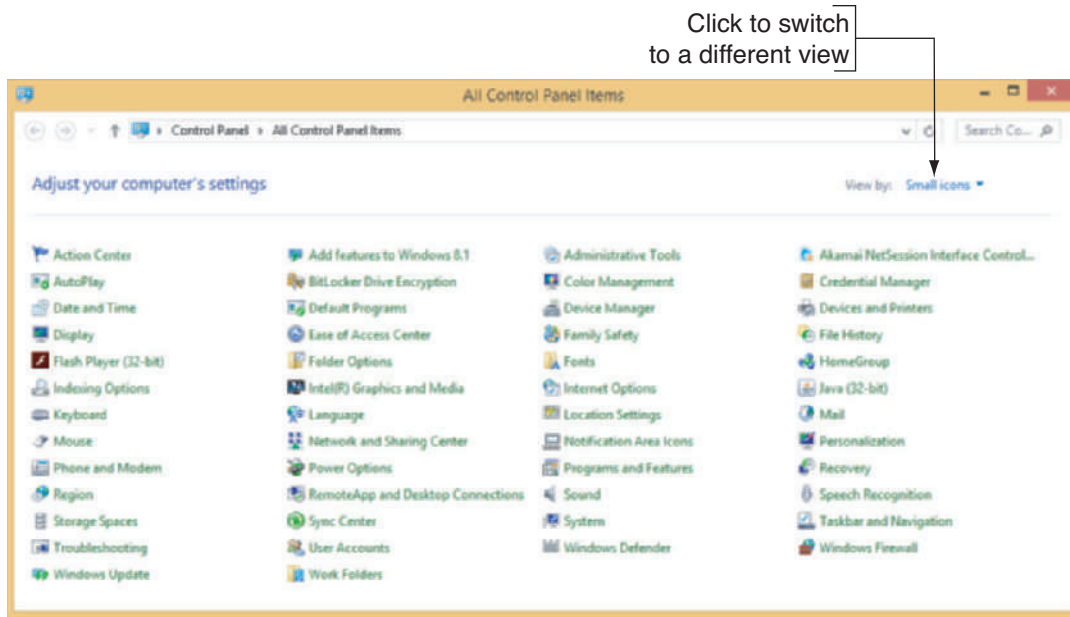 Click to switch
to a different view
All Control Panel Items
Control Panel ▸ All Control Panel Items
Search Co...
Adjust your computer's settings
View by: Small icons
Action Center
Add features to Windows 8.1
Administrative Tools
Akamai NetSession Interface Control...
AutoPlay
BitLocker Drive Encryption
Color Management
Credential Manager
Date and Time
Default Programs
Device Manager
Devices and Printers
Display
Ease of Access Center
Family Safety
File History
Flash Player (32-bit)
Folder Options
Fonts
HomeGroup
Indexing Options
Intel(R) Graphics and Media
Internet Options
Java (32-bit)
Keyboard
Language
Location Settings
Mail
Mouse
Network and Sharing Center
Notification Area Icons
Personalization
Phone and Modem
Power Options
Programs and Features
Recovery
Region
RemoteApp and Desktop Connections
Sound
Speech Recognition
Storage Spaces
Sync Center
System
Taskbar and Navigation
Troubleshooting
User Accounts
Windows Defender
Windows Firewall
Windows Update
Work Folders